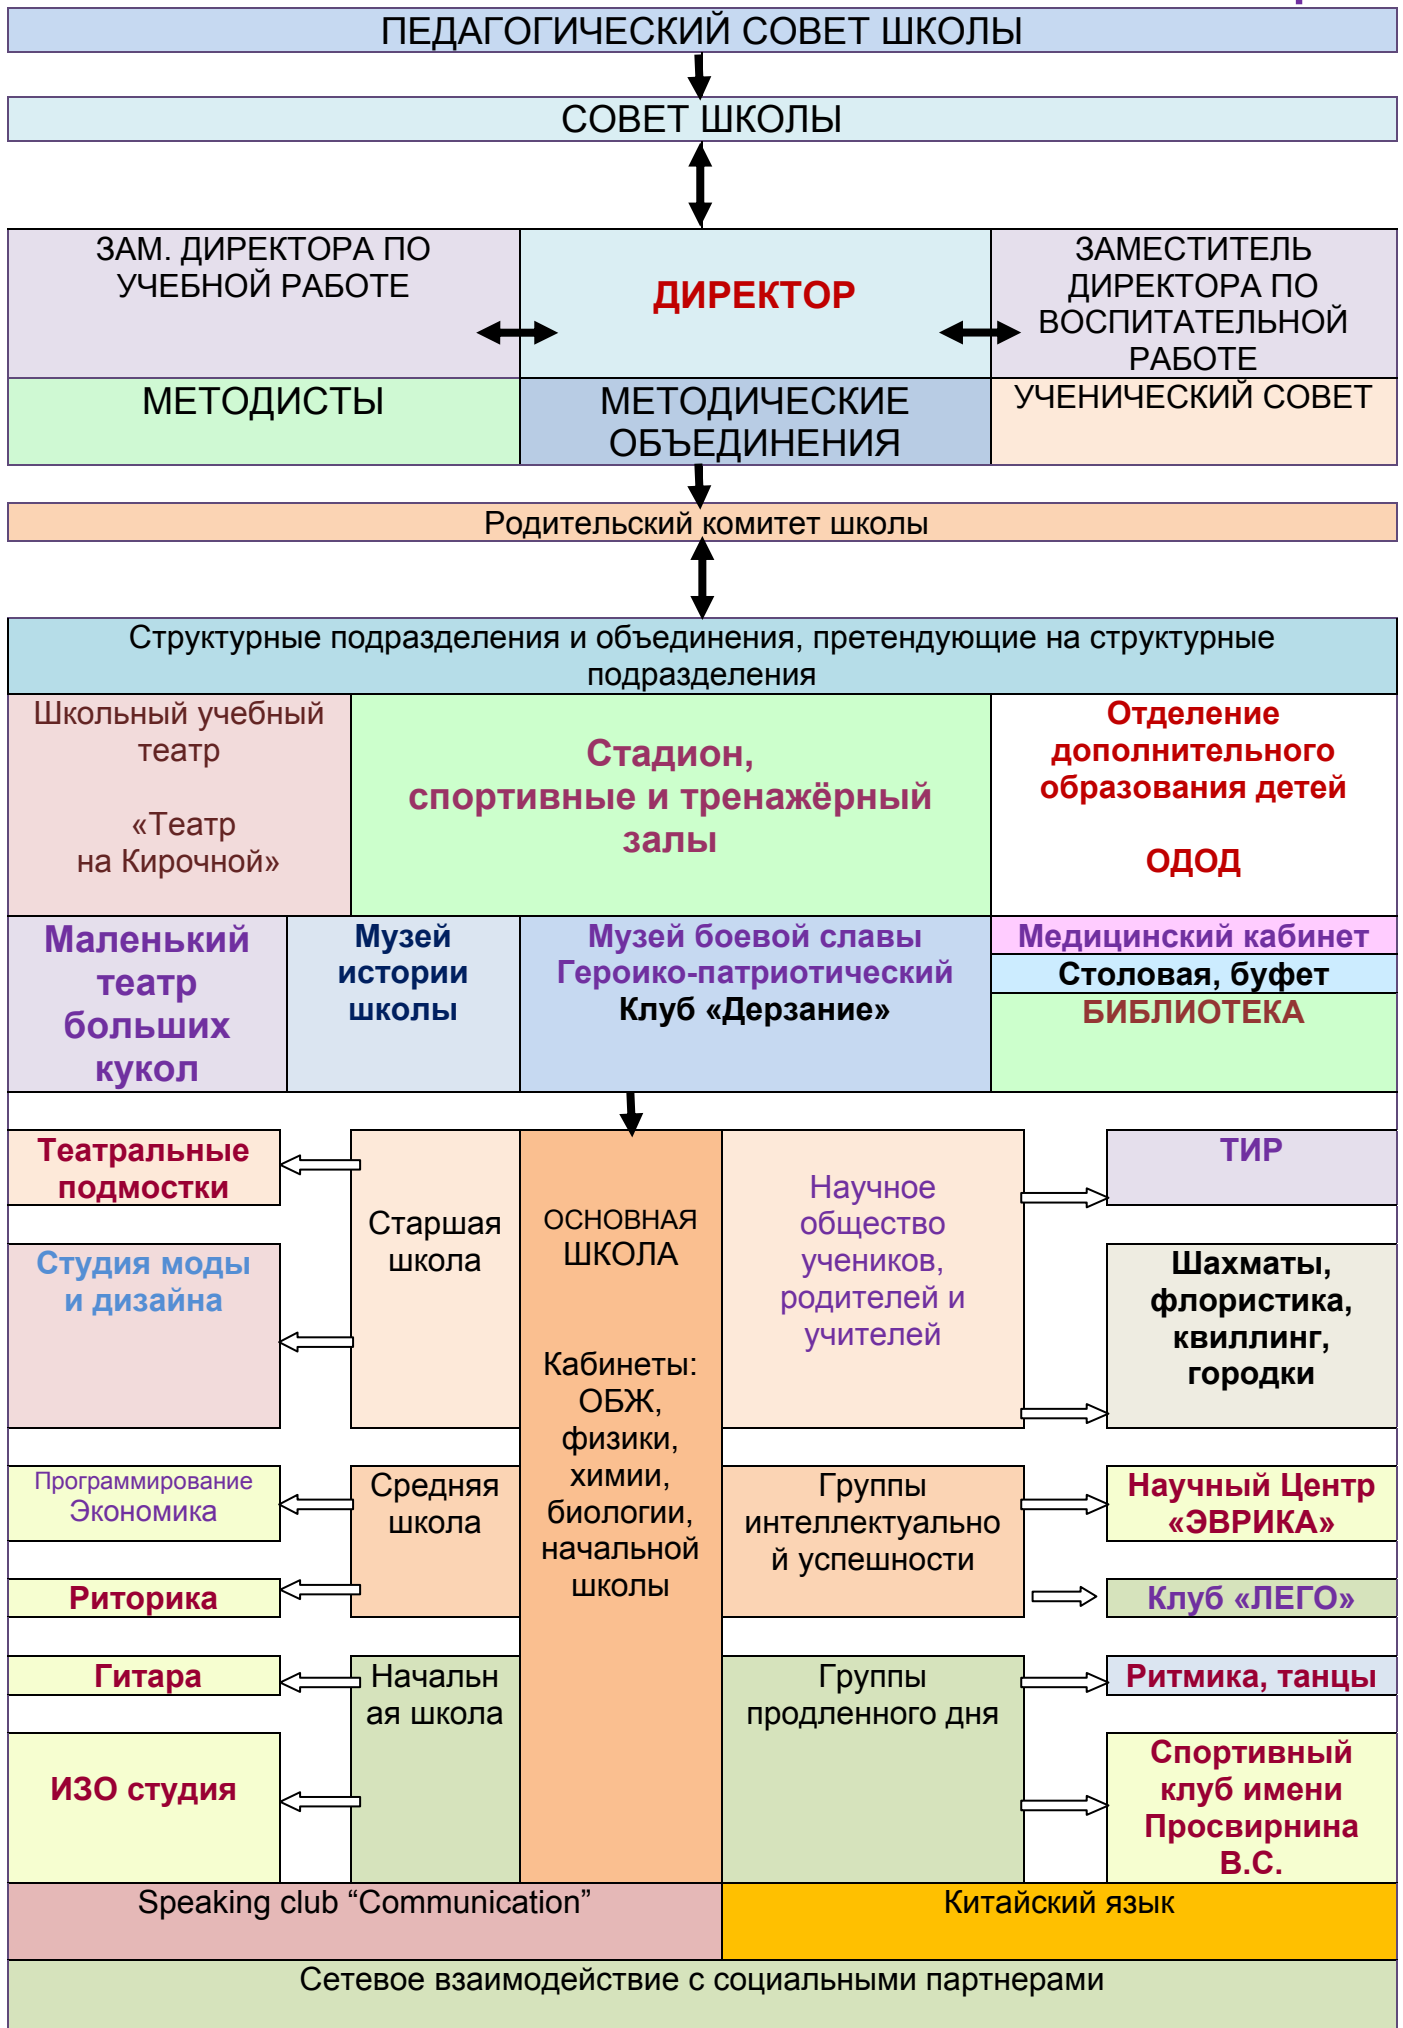 ПЕДАГОГИЧЕСКИЙ СОВЕТ ШКОЛЫ
СОВЕТ ШКОЛЫ
ЗАМ. ДИРЕКТОРА ПО
УЧЕБНОЙ РАБОТЕ
ДИРЕКТОР
ЗАМЕСТИТЕЛЬ
ДИРЕКТОРА ПО
ВОСПИТАТЕЛЬНОЙ
РАБОТЕ
МЕТОДИСТЫ
МЕТОДИЧЕСКИЕ
ОБЪЕДИНЕНИЯ
УЧЕНИЧЕСКИЙ СОВЕТ
Родительский комитет школы
Структурные подразделения и объединения, претендующие на структурные
подразделения
Школьный учебный
театр
«Театр
на Кирочной»
Стадион,
спортивные и тренажёрный
залы
Отделение
дополнительного
образования детей
ОДОД
Маленький
театр
больших
кукол
Музей
истории
школы
Музей боевой славы
Героико-патриотический
Клуб «Дерзание»
Медицинский кабинет
Столовая, буфет
БИБЛИОТЕКА
Театральные
подмостки
Студия моды
и дизайна
Старшая
школа
ОСНОВНАЯ
ШКОЛА
Кабинеты:
ОБЖ,
физики,
химии,
биологии,
начальной
школы
Научное
общество
учеников,
родителей и
учителей
ТИР
Шахматы,
флористика,
квиллинг,
городки
Программирование
Экономика
Риторика
Средняя
школа
Группы
интеллектуально
й успешности
Научный Центр
«ЭВРИКА»
Клуб «ЛЕГО»
Гитара
ИЗО студия
Начальн
ая школа
Группы
продленного дня
Ритмика, танцы
Спортивный
клуб имени
Просвирнина
В.С.
Speaking club “Communication”
Китайский язык
Сетевое взаимодействие с социальными партнерами